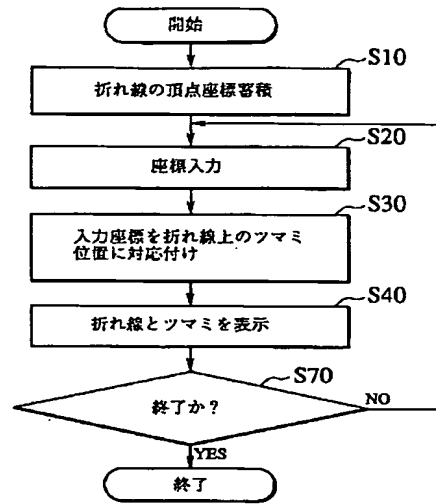 開始
S10
折れ線の頂点座標蓄積
S20
座標入力
S30
入力座標を折れ線上のツマミ
位置に対応付け
S40
折れ線とツマミを表示
S70
終了か?
NO
YES
終了